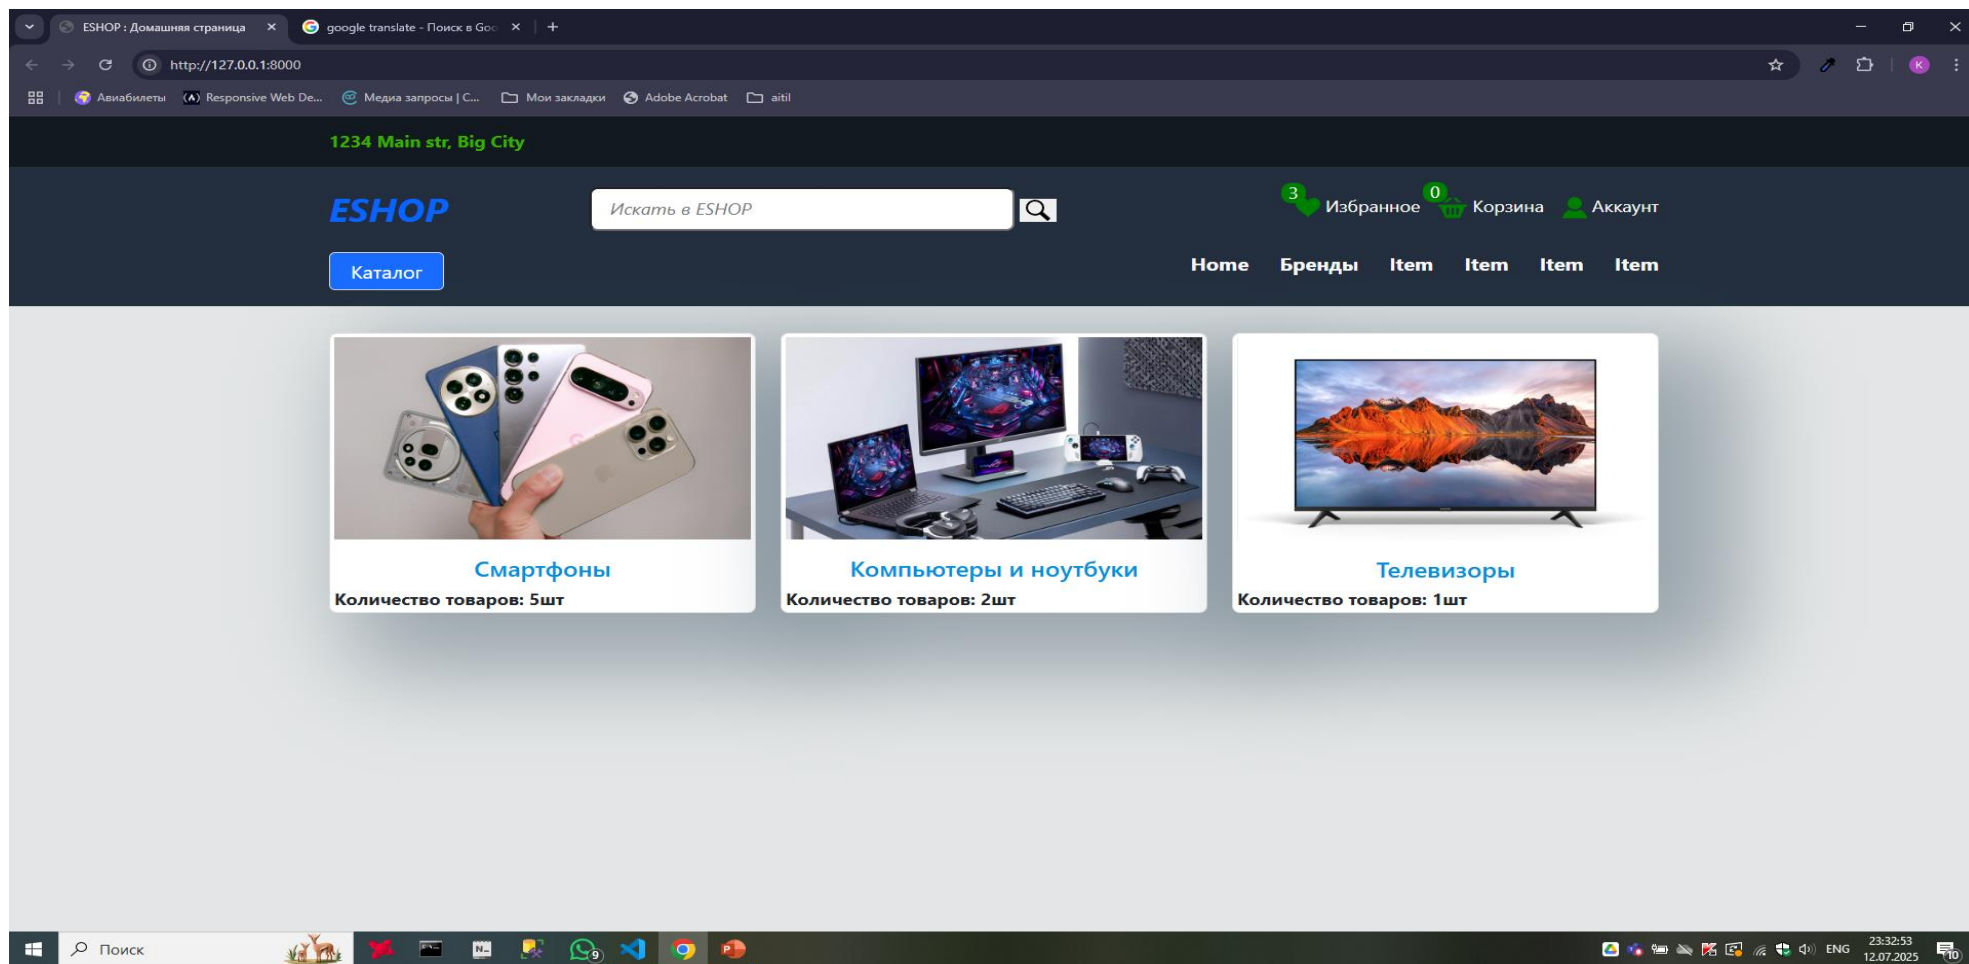 ESHOP : Домашняя страница
google translate - Поиск в Goo
http://127.0.0.1:8000
K
Авиабилеты Responsive Web De... Медиа запросы | C... Мои закладки Adobe Acrobat aitil
1234 Main str, Big City
ESHOP Искать в ESHOP 3 Избранное 0 Корзина Аккаунт
Каталог Home Бренды Item Item Item Item
Смартфоны
Количество товаров: 5шт
Компьютеры и ноутбуки
Количество товаров: 2шт
Телевизоры
Количество товаров: 1шт
Поиск
9
ENG
23:32:53
12.07.2025
10